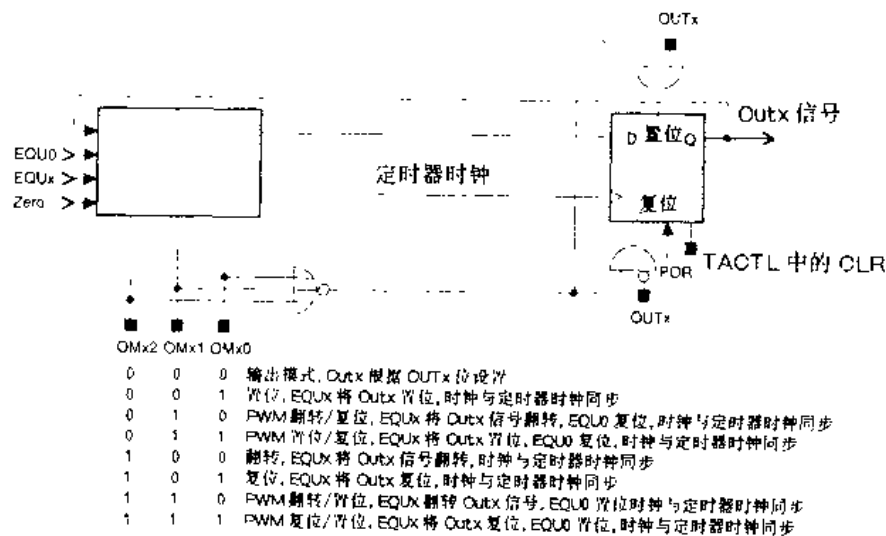 OUTx
Outx 信号
D 置位 Q
EQU0
EQUx
定时器时钟
Zero
复位
POR
TACTL 中的 CLR
OUTx
OMx2 OMx1 OMx0
0 0 0 输出模式, Outx 根据 OUTx 位设置
0 0 1 置位, EQUx 将 Outx 置位, 时钟与定时器时钟同步
0 1 0 PWM 翻转/复位, EQUx 将 Outx 信号翻转, EQU0 复位, 时钟与定时器时钟同步
0 1 1 PWM 置位/复位, EQUx 将 Outx 置位, EQU0 复位, 时钟与定时器时钟同步
1 0 0 翻转, EQUx 将 Outx 信号翻转, 时钟与定时器时钟同步
1 0 1 复位, EQUx 将 Outx 复位, 时钟与定时器时钟同步
1 1 0 PWM 翻转/置位, EQUx 翻转 Outx 信号, EQU0 置位时钟与定时器时钟同步
1 1 1 PWM 复位/置位, EQUx 将 Outx 复位, EQU0 置位, 时钟与定时器时钟同步